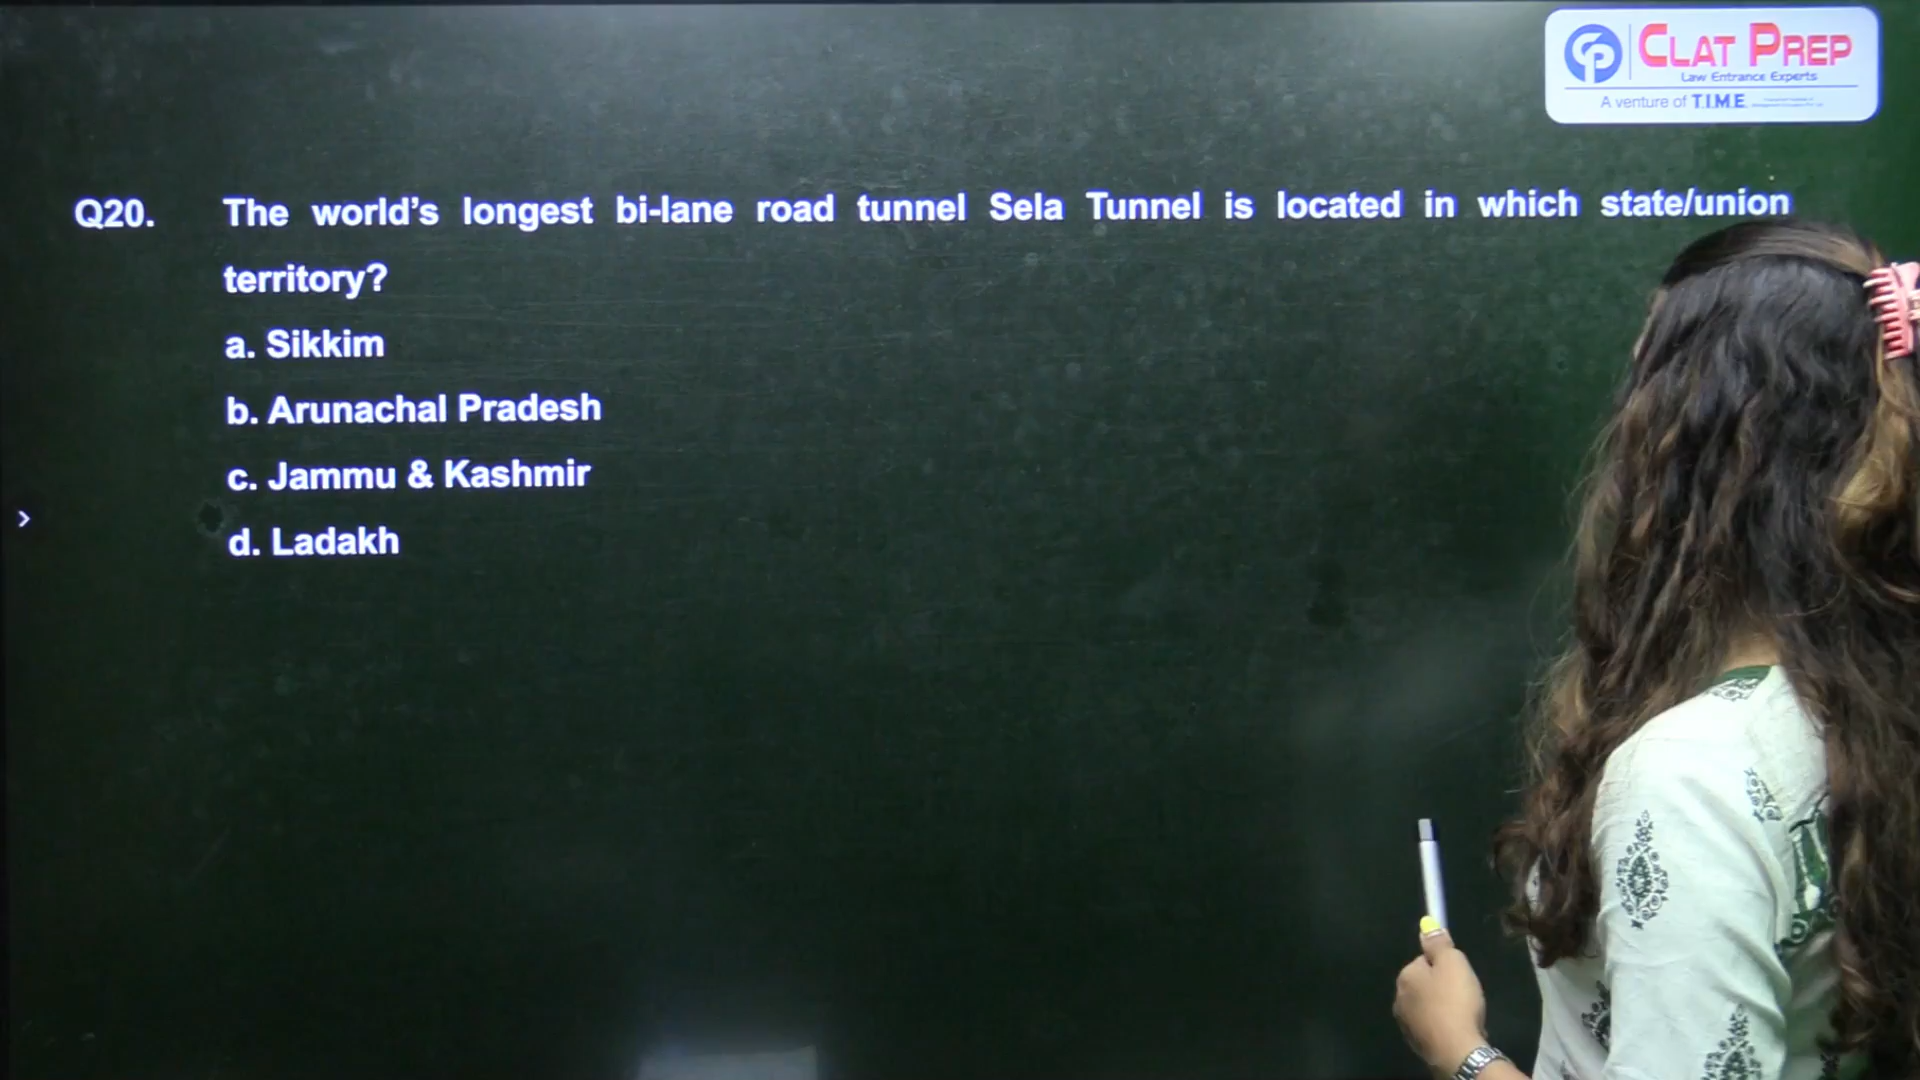 CLAT PREP
Law Entrance Experts
A venture of T.I.M.E.
Q20. The world's longest bi-lane road tunnel Sela Tunnel is located in which state/union
territory?
a. Sikkim
b. Arunachal Pradesh
c. Jammu & Kashmir
d. Ladakh